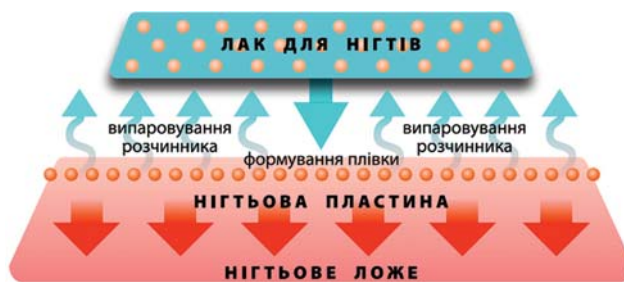 ЛАК ДЛЯ НІГТІВ
випаровування
розчинника
випаровування
розчинника
формування плівки
НІГТЬОВА ПЛАСТИНА
НІГТЬОВЕ ЛОЖЕ